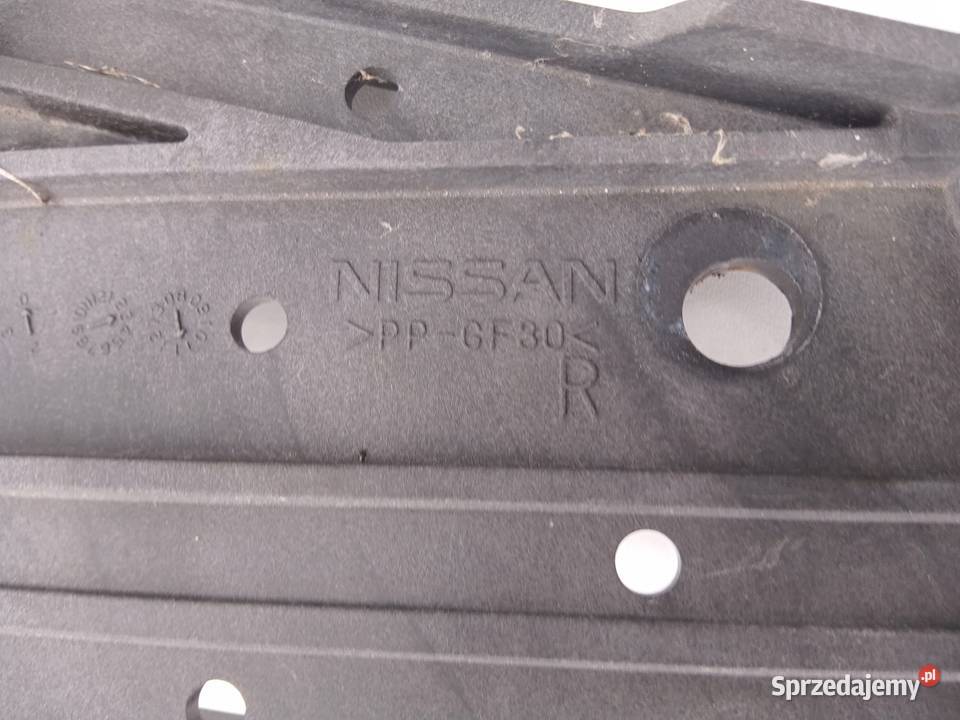 NISSAN
>PP-GF30<
R
Sprzedajemy.pl